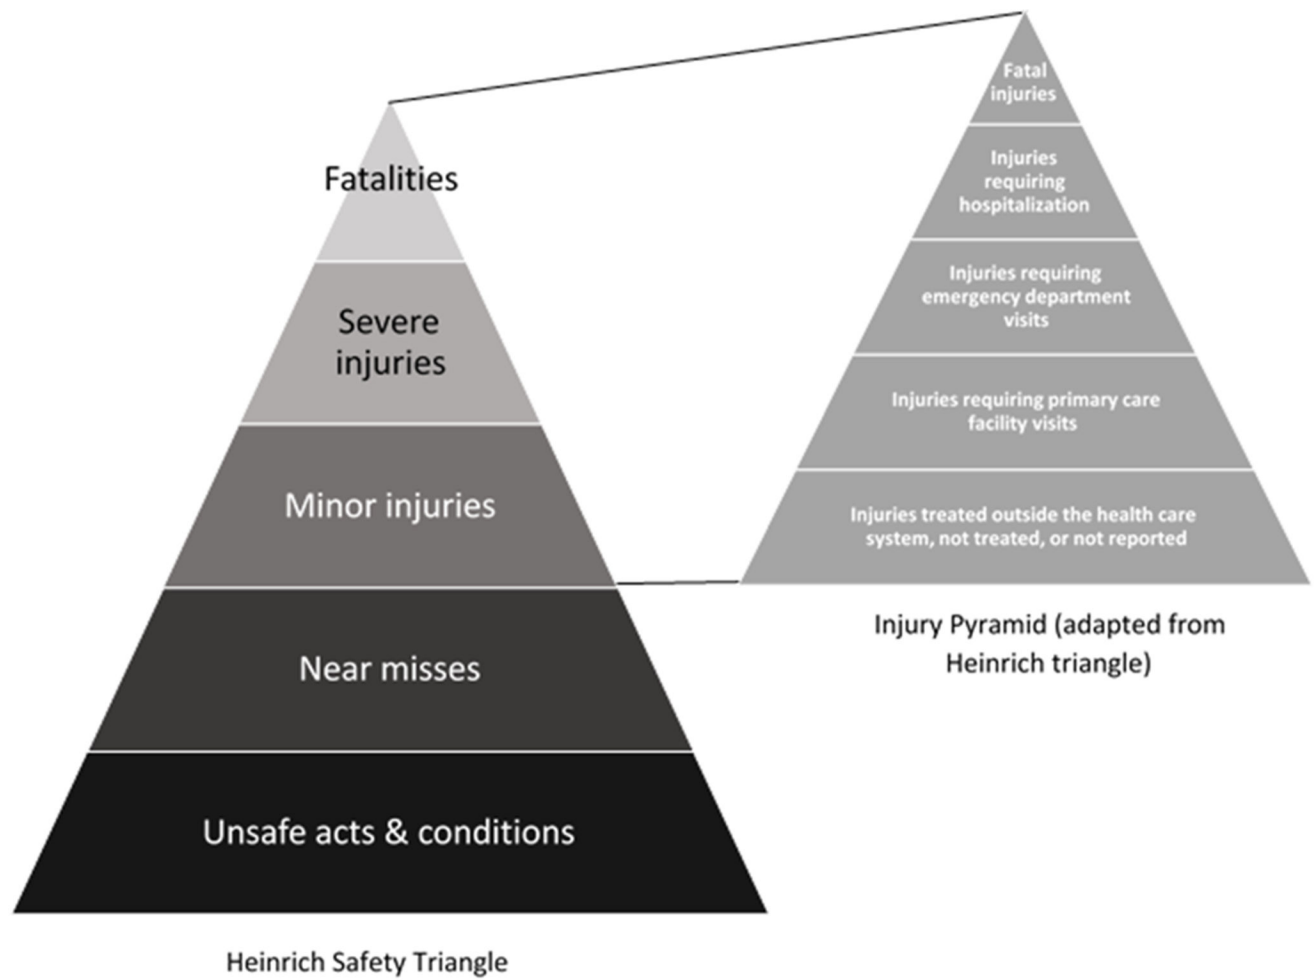 Fatalities
Severe
injuries
Minor injuries
Near misses
Unsafe acts & conditions
Heinrich Safety Triangle
Fatal
injuries
Injuries
requiring
hospitalization
Injuries requiring
emergency department
visits
Injuries requiring primary care
facility visits
Injuries treated outside the health care
system, not treated, or not reported
Injury Pyramid (adapted from
Heinrich triangle)